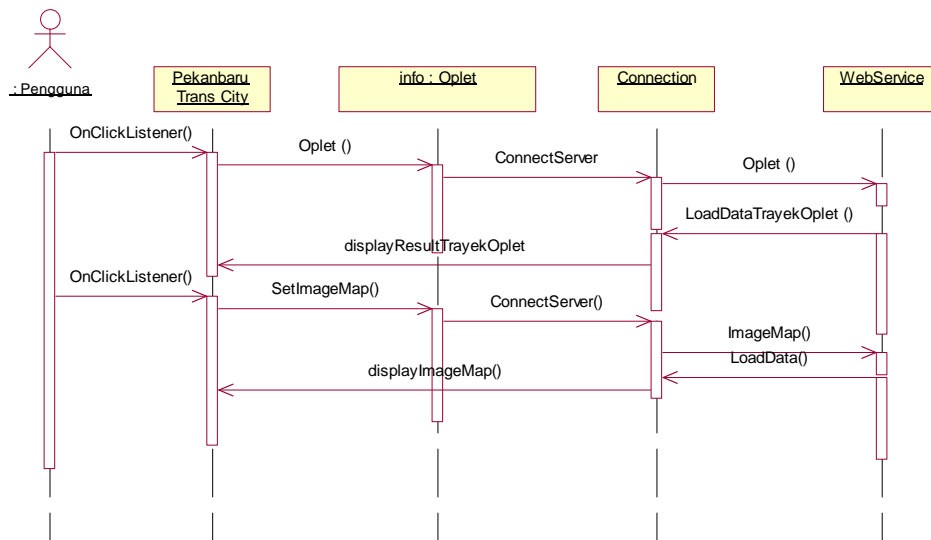 : Pengguna
Pekanbaru
Trans City
info : Oplet
Connection
WebService
OnClickListener()
Oplet ()
ConnectServer
Oplet ()
LoadDataTrayekOplet ()
displayResultTrayekOplet
OnClickListener()
SetImageMap()
ConnectServer()
ImageMap()
LoadData()
displayImageMap()